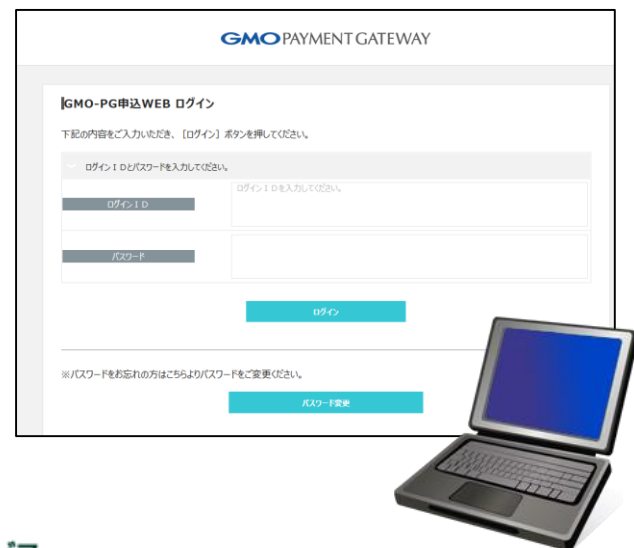 GMO PAYMENT GATEWAY
GMO-PG申込WEB ログイン
下記の内容をご入力いただき、［ログイン］ボタンを押してください。
ログインＩＤとパスワードを入力してください。
ログインＩＤ
ログインＩＤを入力してください。
パスワード
ログイン
※パスワードをお忘れの方はこちらよりパスワードをご変更ください。
パスワード変更